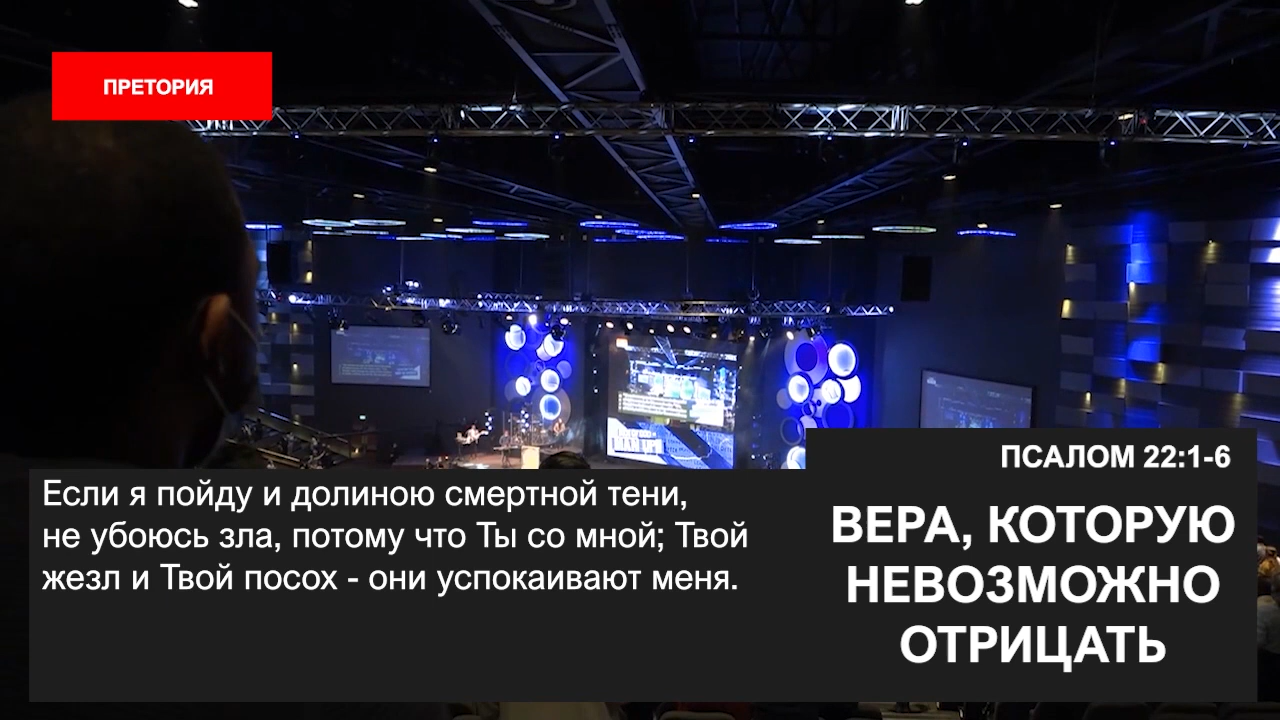 ПРЕТОРИЯ
ПСАЛОМ 22:1-6
Если я пойду и долиною смертной тени,
не убоюсь зла, потому что Ты со мной; Твой
жезл и Твой посох - они успокаивают меня.
ВЕРА, КОТОРУЮ
НЕВОЗМОЖНО
ОТРИЦАТЬ